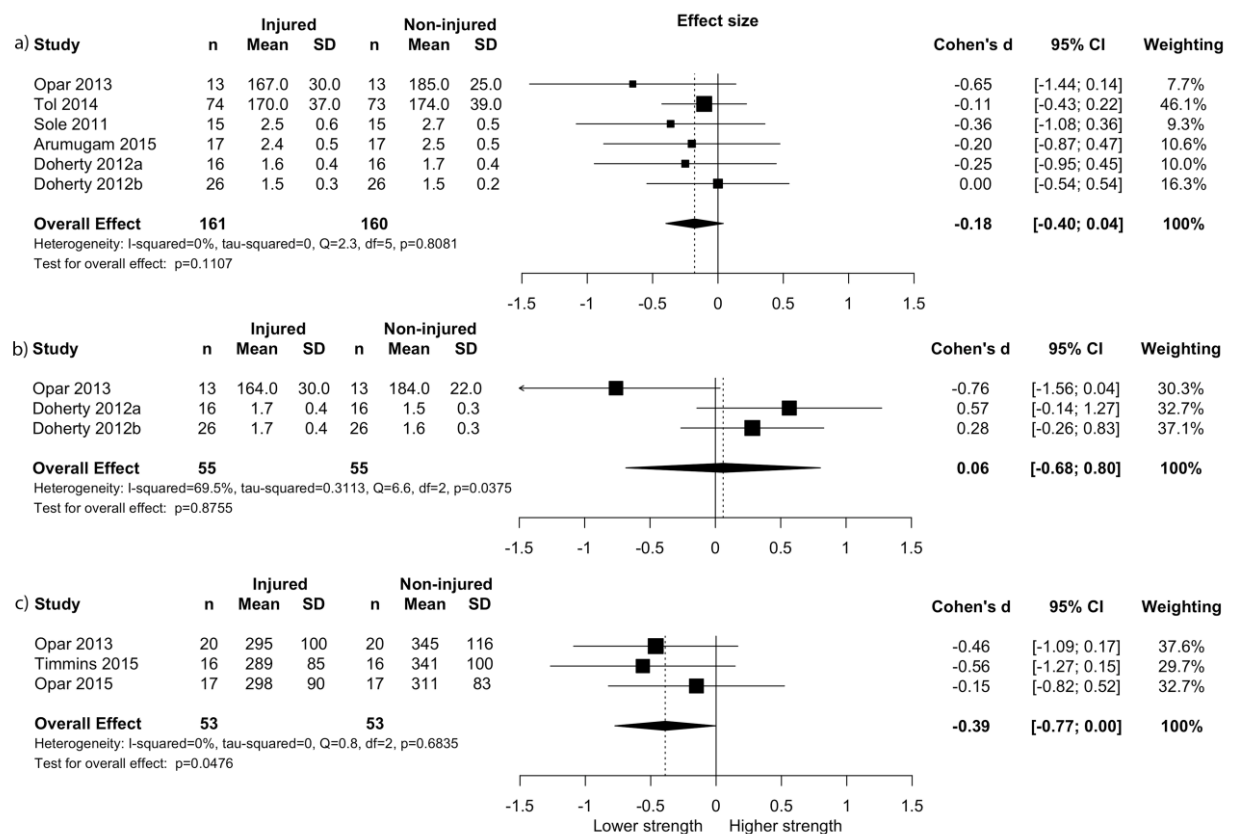 Injured Non-injured Effect size
a) Study n Mean SD n Mean SD Cohen's d 95% CI Weighting
Opar 2013 13 167.0 30.0 13 185.0 25.0 -0.65 [-1.44; 0.14] 7.7%
Tol 2014 74 170.0 37.0 73 174.0 39.0 -0.11 [-0.43; 0.22] 46.1%
Sole 2011 15 2.5 0.6 15 2.7 0.5 -0.36 [-1.08; 0.36] 9.3%
Arumugam 2015 17 2.4 0.5 17 2.5 0.5 -0.20 [-0.87; 0.47] 10.6%
Doherty 2012a 16 1.6 0.4 16 1.7 0.4 -0.25 [-0.95; 0.45] 10.0%
Doherty 2012b 26 1.5 0.3 26 1.5 0.2 0.00 [-0.54; 0.54] 16.3%
Overall Effect 161 160 -0.18 [-0.40; 0.04] 100%
Heterogeneity: I-squared=0%, tau-squared=0, Q=2.3, df=5, p=0.8081
Test for overall effect: p=0.1107
-1.5 -1 -0.5 0 0.5 1 1.5
Injured Non-injured
b) Study n Mean SD n Mean SD Cohen's d 95% CI Weighting
Opar 2013 13 164.0 30.0 13 184.0 22.0 -0.76 [-1.56; 0.04] 30.3%
Doherty 2012a 16 1.7 0.4 16 1.5 0.3 0.57 [-0.14; 1.27] 32.7%
Doherty 2012b 26 1.7 0.4 26 1.6 0.3 0.28 [-0.26; 0.83] 37.1%
Overall Effect 55 55 0.06 [-0.68; 0.80] 100%
Heterogeneity: I-squared=69.5%, tau-squared=0.3113, Q=6.6, df=2, p=0.0375
Test for overall effect: p=0.8755
-1.5 -1 -0.5 0 0.5 1 1.5
Injured Non-injured
c) Study n Mean SD n Mean SD Cohen's d 95% CI Weighting
Opar 2013 20 295 100 20 345 116 -0.46 [-1.09; 0.17] 37.6%
Timmins 2015 16 289 85 16 341 100 -0.56 [-1.27; 0.15] 29.7%
Opar 2015 17 298 90 17 311 83 -0.15 [-0.82; 0.52] 32.7%
Overall Effect 53 53 -0.39 [-0.77; 0.00] 100%
Heterogeneity: I-squared=0%, tau-squared=0, Q=0.8, df=2, p=0.6835
Test for overall effect: p=0.0476
-1.5 -1 -0.5 0 0.5 1 1.5
Lower strength Higher strength